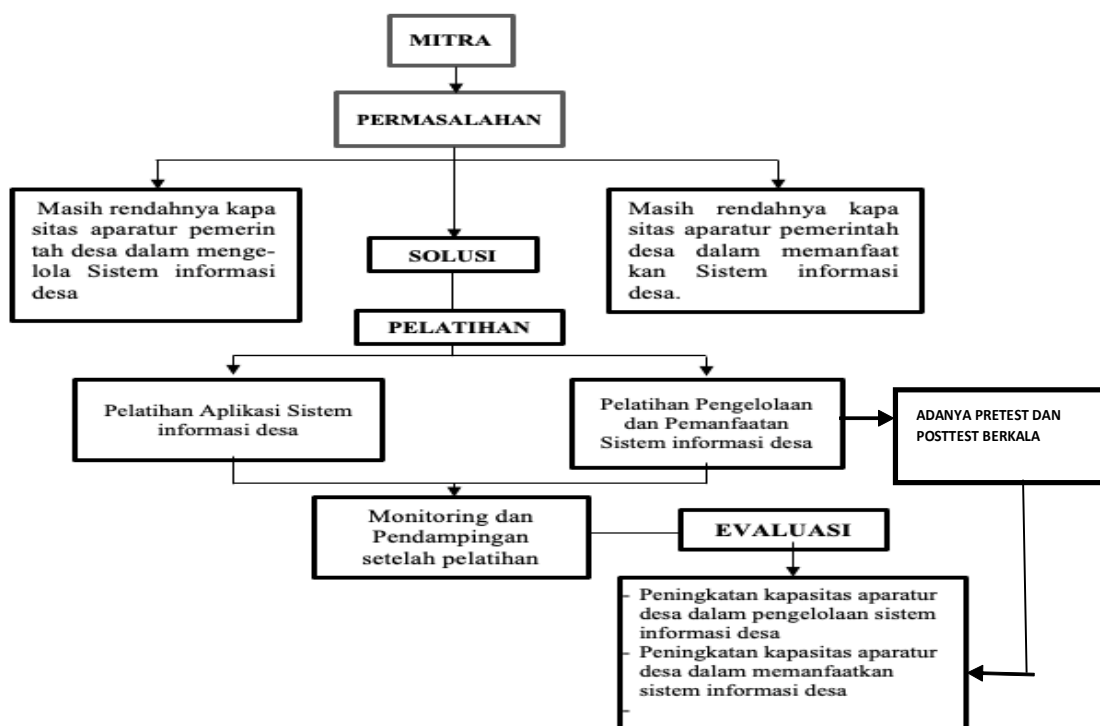 MITRA
PERMASALAHAN
Masih rendahnya kapa
sitas aparatur pemerin
tah desa dalam menge-
lola Sistem informasi
desa
SOLUSI
Masih rendahnya kapa
sitas aparatur pemerintah
desa dalam memanfaat
kan Sistem informasi
desa.
PELATIHAN
Pelatihan Aplikasi Sistem
informasi desa
Pelatihan Pengelolaan
dan Pemanfaatan
Sistem informasi desa
ADANYA PRETEST DAN
POSTTEST BERKALA
Monitoring dan
Pendampingan
setelah pelatihan
EVALUASI
- Peningkatan kapasitas aparatur
desa dalam pengelolaan sistem
informasi desa
- Peningkatan kapasitas aparatur
desa dalam memanfaatkan
sistem informasi desa
-